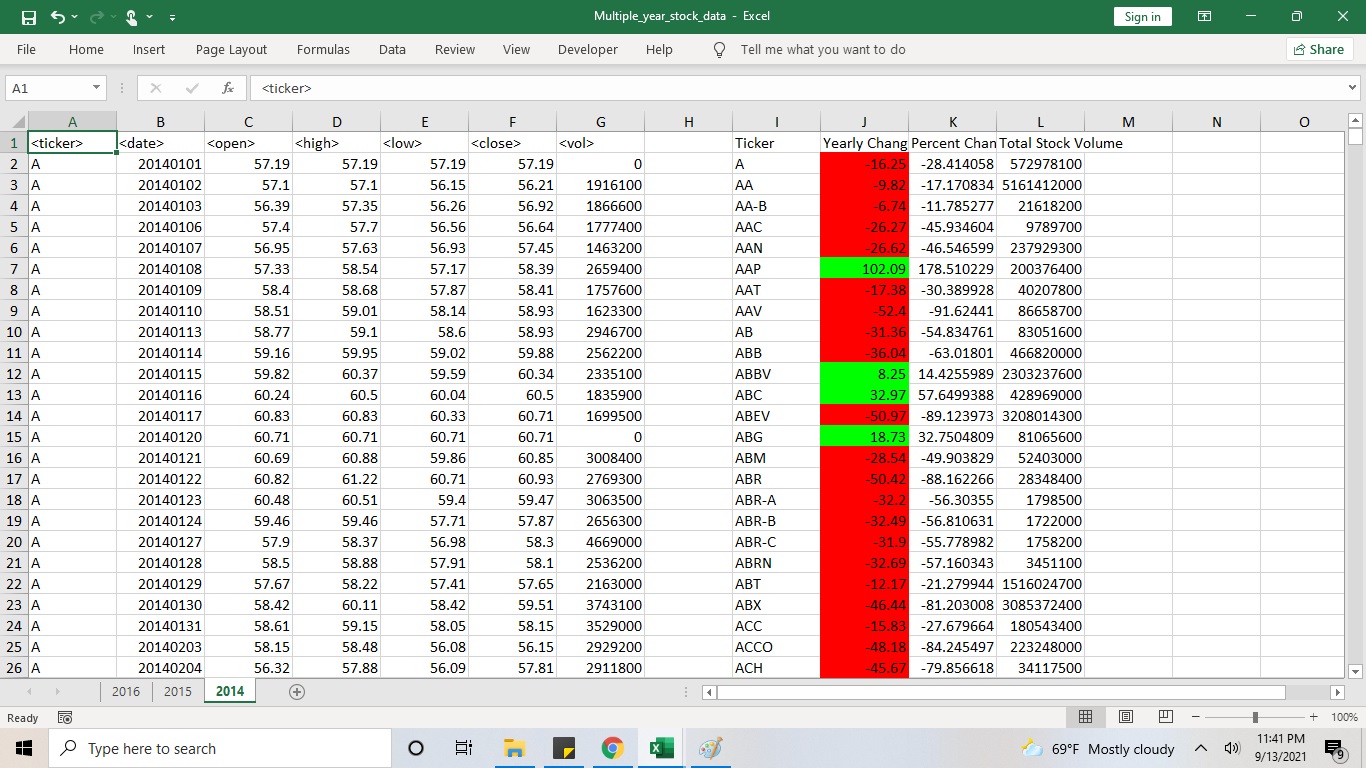 Multiple_year_stock_data - Excel Sign in
File Home Insert Page Layout Formulas Data Review View Developer Help Tell me what you want to do Share
A1 fx <ticker>
A B C D E F G H I J K L M N O
1 <ticker> <date> <open> <high> <low> <close> <vol> Ticker Yearly Chang Percent Chan Total Stock Volume
2 A 20140101 57.19 57.19 57.19 57.19 0 A -16.25 -28.414058 572978100
3 A 20140102 57.1 57.1 56.15 56.21 1916100 AA -9.82 -17.170834 5161412000
4 A 20140103 56.39 57.35 56.26 56.92 1866600 AA-B -6.74 -11.785277 21618200
5 A 20140106 57.4 57.7 56.56 56.64 1777400 AAC -26.27 -45.934604 9789700
6 A 20140107 56.95 57.63 56.93 57.45 1463200 AAN -26.62 -46.546599 237929300
7 A 20140108 57.33 58.54 57.17 58.39 2659400 AAP 102.09 178.510229 200376400
8 A 20140109 58.4 58.68 57.87 58.41 1757600 AAT -17.38 -30.389928 40207800
9 A 20140110 58.51 59.01 58.14 58.93 1623300 AAV -52.4 -91.62441 86658700
10 A 20140113 58.77 59.1 58.6 58.93 2946700 AB -31.36 -54.834761 83051600
11 A 20140114 59.16 59.95 59.02 59.88 2562200 ABB -36.04 -63.01801 466820000
12 A 20140115 59.82 60.37 59.59 60.34 2335100 ABBV 8.25 14.4255989 2303237600
13 A 20140116 60.24 60.5 60.04 60.5 1835900 ABC 32.97 57.6499388 428969000
14 A 20140117 60.83 60.83 60.33 60.71 1699500 ABEV -50.97 -89.123973 3208014300
15 A 20140120 60.71 60.71 60.71 60.71 0 ABG 18.73 32.7504809 81065600
16 A 20140121 60.69 60.88 59.86 60.85 3008400 ABM -28.54 -49.903829 52403000
17 A 20140122 60.82 61.22 60.71 60.93 2769300 ABR -50.42 -88.162266 28348400
18 A 20140123 60.48 60.51 59.4 59.47 3063500 ABR-A -32.2 -56.30355 1798500
19 A 20140124 59.46 59.46 57.71 57.87 2656300 ABR-B -32.49 -56.810631 1722000
20 A 20140127 57.9 58.37 56.98 58.3 4669000 ABR-C -31.9 -55.778982 1758200
21 A 20140128 58.5 58.88 57.91 58.1 2536200 ABRN -32.69 -57.160343 3451100
22 A 20140129 57.67 58.22 57.41 57.65 2163000 ABT -12.17 -21.279944 1516024700
23 A 20140130 58.42 60.11 58.42 59.51 3743100 ABX -46.44 -81.203008 3085372400
24 A 20140131 58.61 59.15 58.05 58.15 3529000 ACC -15.83 -27.679664 180543400
25 A 20140203 58.15 58.48 56.08 56.15 2929200 ACCO -48.18 -84.245497 223248000
26 A 20140204 56.32 57.88 56.09 57.81 2911800 ACH -45.67 -79.856618 34117500
2016 2015 2014
Ready 100%
Type here to search 69°F Mostly cloudy 11:41 PM
9/13/2021 9